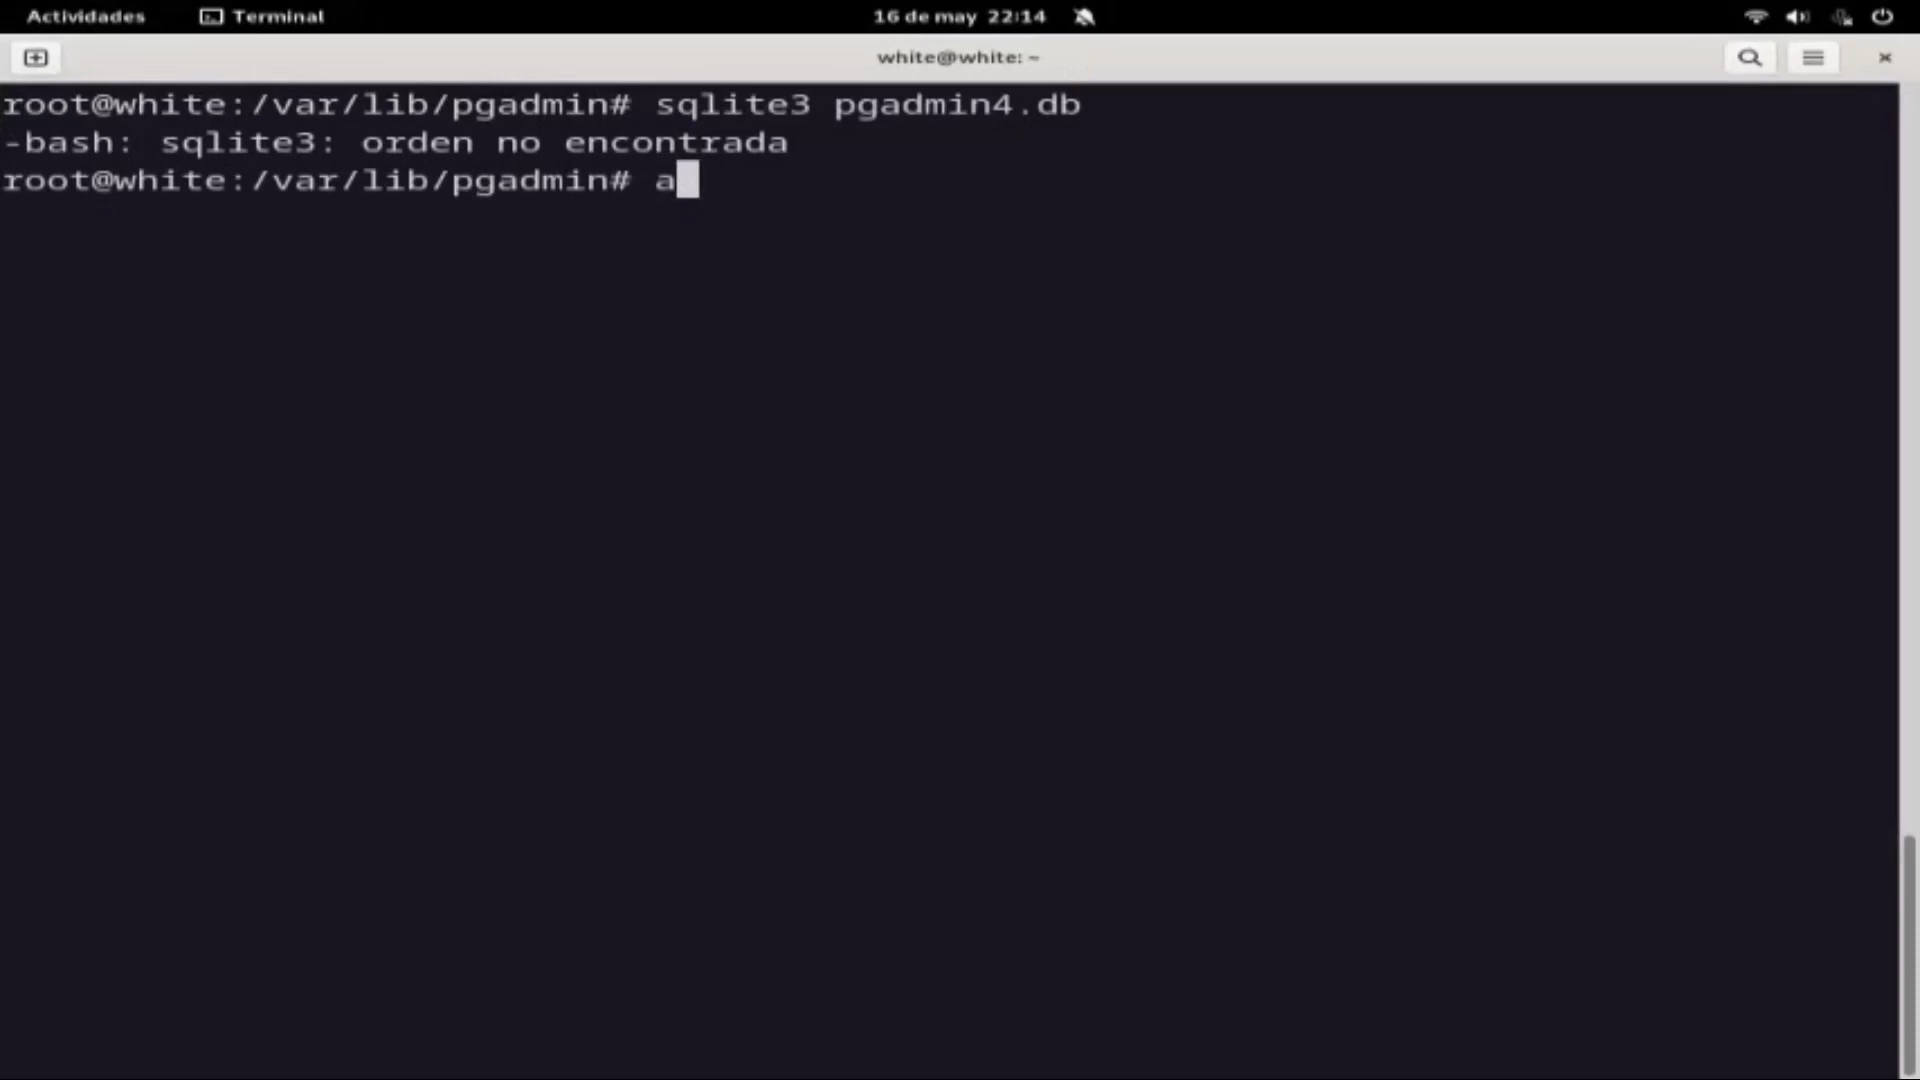 Actividades Terminal 16 de may 22:14
white@white: ~
root@white:/var/lib/pgadmin# sqlite3 pgadmin4.db
-bash: sqlite3: orden no encontrada
root@white:/var/lib/pgadmin# a